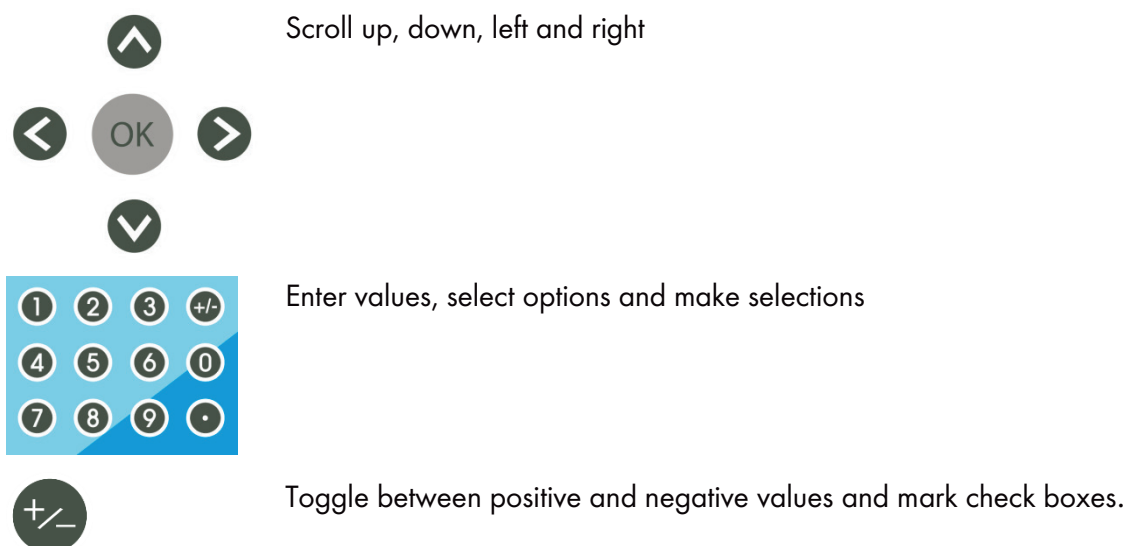 Scroll up, down, left and right
OK
Enter values, select options and make selections
1 2 3 +/-
4 5 6 0
7 8 9 .
Toggle between positive and negative values and mark check boxes.
+/-